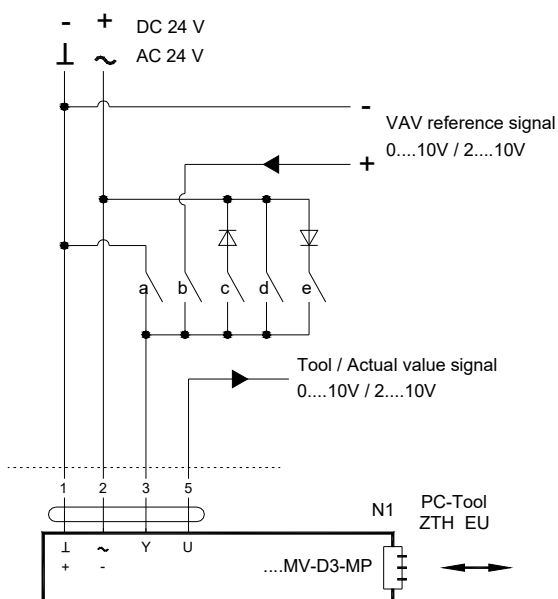 - + DC 24 V
⊥ ~ AC 24 V
-
VAV reference signal
+ 0....10V / 2....10V
a b c d e
Tool / Actual value signal
0....10V / 2....10V
1 2 3 5
N1 PC-Tool
ZTH EU
⊥ ~ Y U
+ - ....MV-D3-MP